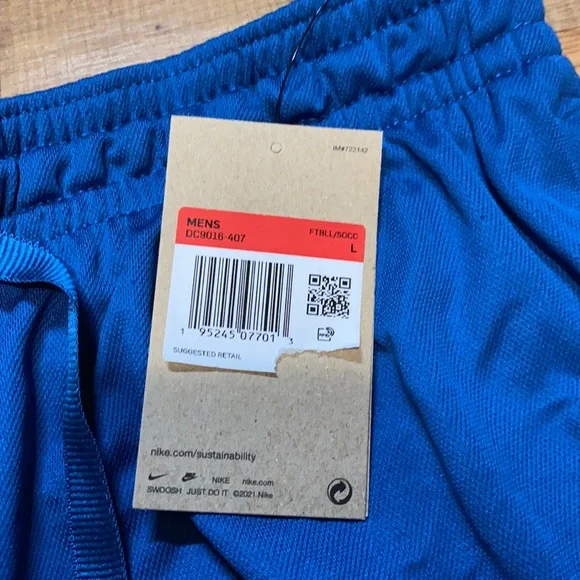 IM#722142
MENS
DC9016-407
FTBLL/SOCC
L
1 95245 07701 3
SUGGESTED RETAIL
nike.com/sustainability
NIKE nike.com
SWOOSH JUST DO IT ©2021 Nike